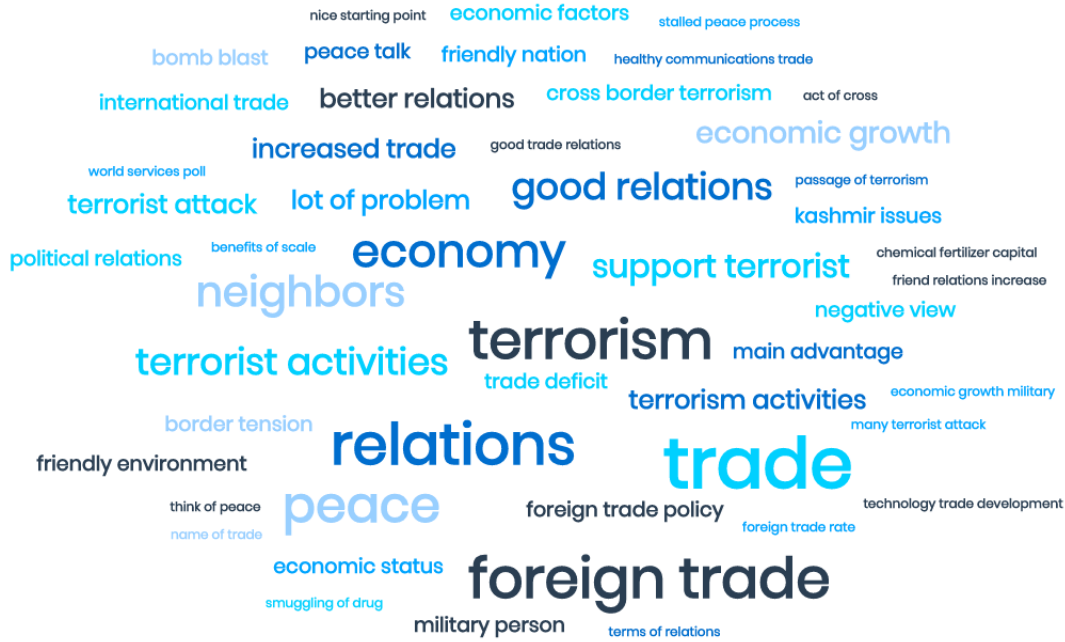 nice starting point
economic factors
stalled peace process
bomb blast
peace talk
friendly nation
healthy communications trade
international trade
better relations
cross border terrorism
act of cross
increased trade
good trade relations
economic growth
world services poll
terrorist attack
lot of problem
good relations
passage of terrorism
kashmir issues
political relations
benefits of scale
economy
support terrorist
chemical fertilizer capital
friend relations increase
neighbors
negative view
terrorist activities
terrorism
main advantage
trade deficit
terrorism activities
economic growth military
border tension
relations
many terrorist attack
friendly environment
trade
think of peace
peace
foreign trade policy
technology trade development
name of trade
foreign trade rate
economic status
foreign trade
smuggling of drug
military person
terms of relations